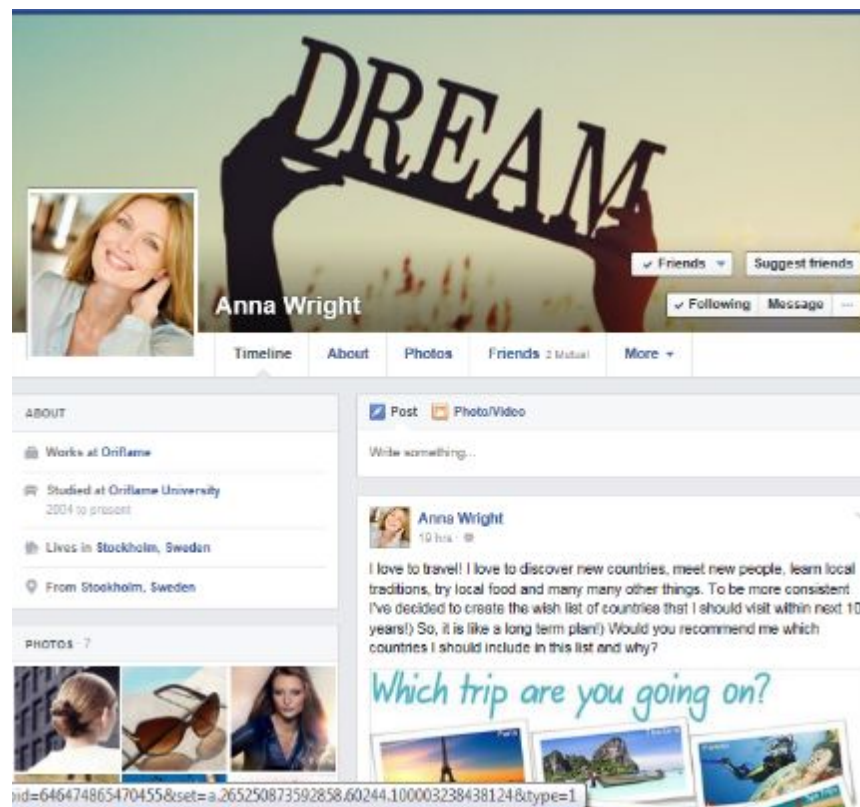 DREAM
Friends
Suggest friends
Anna Wright
Following Message ...
Timeline About Photos Friends 2 Mutual More
ABOUT
Works at Oriflame
Studied at Oriflame University
2004 to present
Lives in Stockholm, Sweden
From Stockholm, Sweden
PHOTOS · 7
Post Photo/Video
Write something...
Anna Wright
19 hrs ·
I love to travel! I love to discover new countries, meet new people, learn local
traditions, try local food and many many other things. To be more consistent
I've decided to create the wish list of countries that I should visit within next 10
years!) So, it is like a long term plan!) Would you recommend me which
countries I should include in this list and why?
Which trip are you going on?
Paris
Thailand
id=646474865470455&set=a.265250873592858.60244.100003238438124&type=1